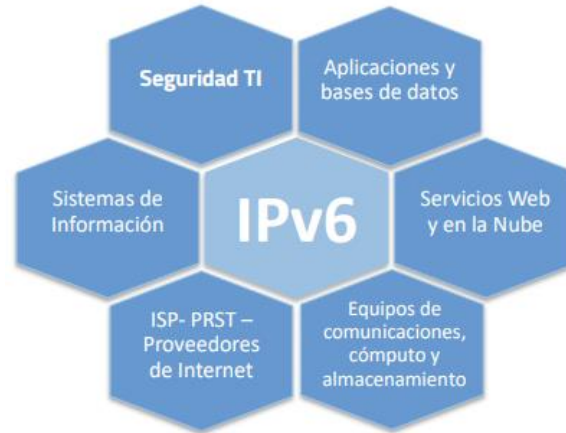 Seguridad TI
Aplicaciones y
bases de datos
Sistemas de
Información
IPv6
Servicios Web
y en la Nube
ISP- PRST –
Proveedores
de Internet
Equipos de
comunicaciones,
cómputo y
almacenamiento